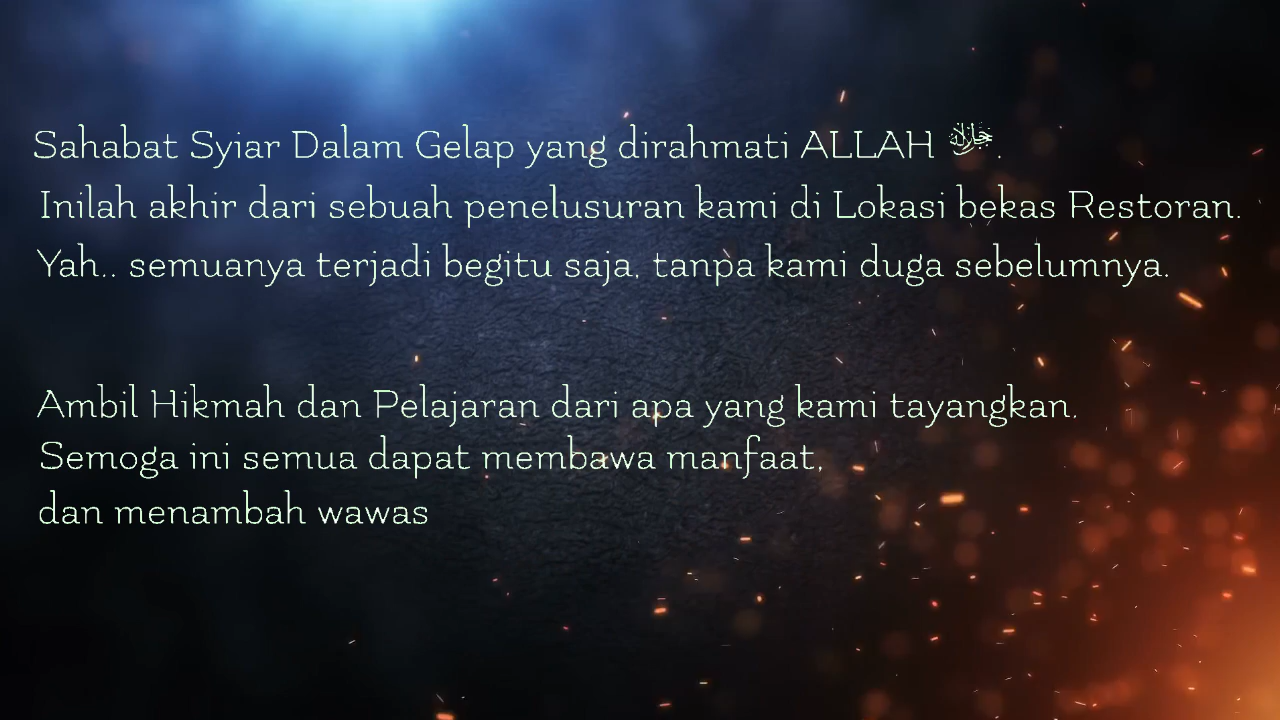 Sahabat Syiar Dalam Gelap yang dirahmati ALLAH ﷻ.
Inilah akhir dari sebuah penelusuran kami di Lokasi bekas Restoran.
Yah.. semuanya terjadi begitu saja, tanpa kami duga sebelumnya.
Ambil Hikmah dan Pelajaran dari apa yang kami tayangkan.
Semoga ini semua dapat membawa manfaat,
dan menambah wawas